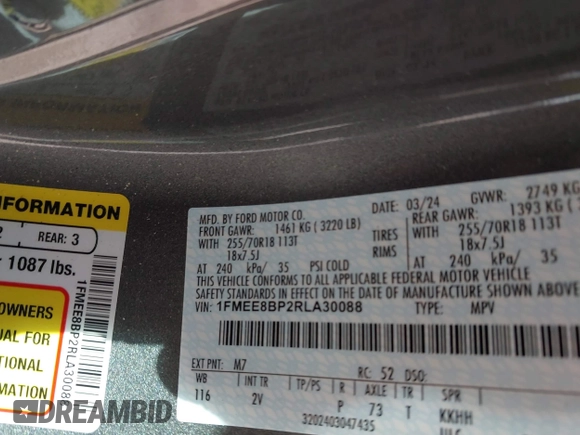 NFORMATION
2
REAR: 3
1087 lbs.
1FMEE8BP2RLA30088
OWNERS
UAL FOR
TIONAL
RMATION
MFD. BY FORD MOTOR CO.
DATE: 03/24
GVWR: 2749 KG
FRONT GAWR: 1461 KG ( 3220 LB)
REAR GAWR: 1393 KG (
WITH 255/70R18 113T
TIRES
WITH 255/70R18 113T
18x7.5J
RIMS
18x7.5J
AT 240 kPa/ 35 PSI COLD
AT 240 kPa/ 35
THIS VEHICLE CONFORMS TO ALL APPLICABLE FEDERAL MOTOR VEHICLE
SAFETY STANDARDS IN EFFECT ON THE DATE OF MANUFACTURE SHOWN ABOVE
VIN: 1FMEE8BP2RLA30088
TYPE: MPV
EXT PNT: M7
RC: 52 DSO:
WB INT TR TP/PS R AXLE TR SPR
116 2V P 73 T KKHH
3202403047435
DREAMBID